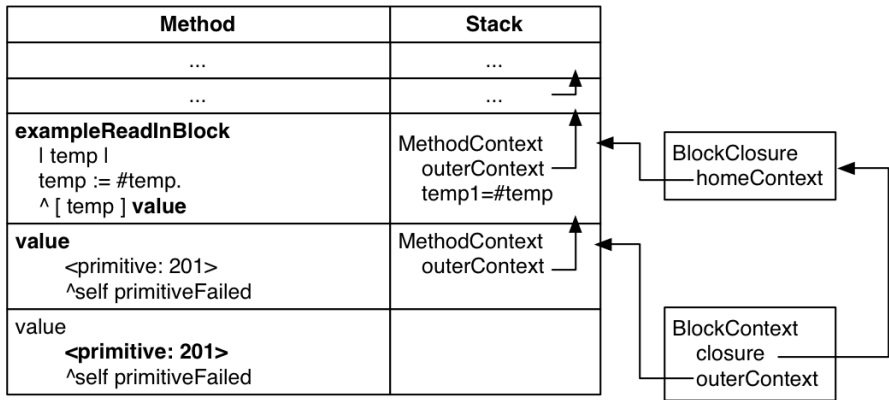 Method Stack
... ...
... ...
exampleReadInBlock
| temp |
temp := #temp.
^ [ temp ] value
MethodContext
outerContext
temp1=#temp
BlockClosure
homeContext
value
<primitive: 201>
^self primitiveFailed
MethodContext
outerContext
value
<primitive: 201>
^self primitiveFailed
BlockContext
closure
outerContext